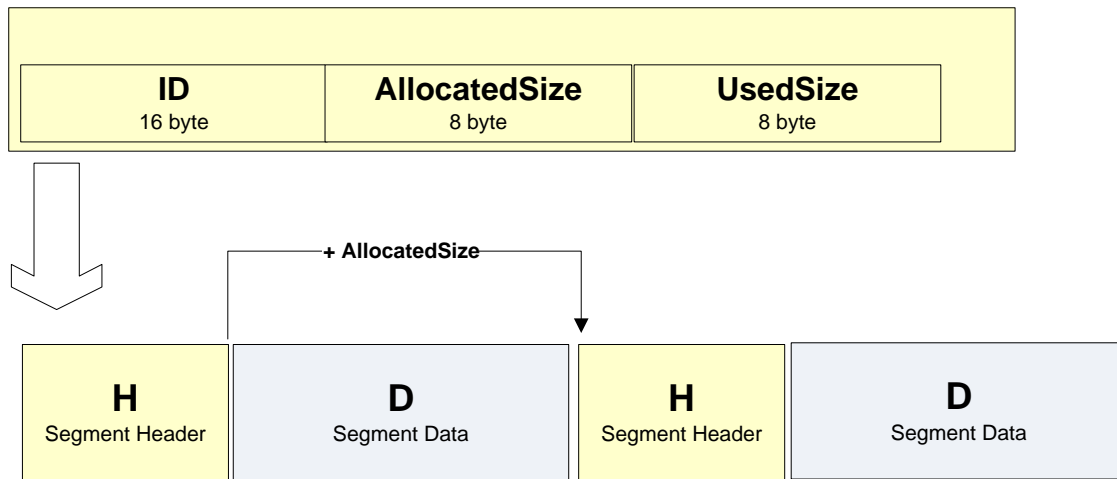 ID AllocatedSize UsedSize
16 byte 8 byte 8 byte
+ AllocatedSize
H D H D
Segment Header Segment Data Segment Header Segment Data